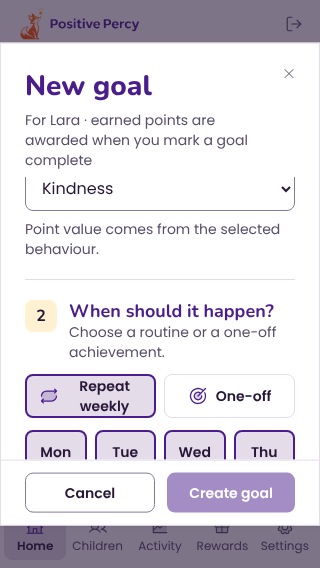 Positive Percy
New goal
For Lara · earned points are
awarded when you mark a goal
complete
Kindness
Point value comes from the selected
behaviour.
2
When should it happen?
Choose a routine or a one-off
achievement.
Repeat
weekly
One-off
Mon
Tue
Wed
Thu
Cancel
Create goal
Home
Children
Activity
Rewards
Settings